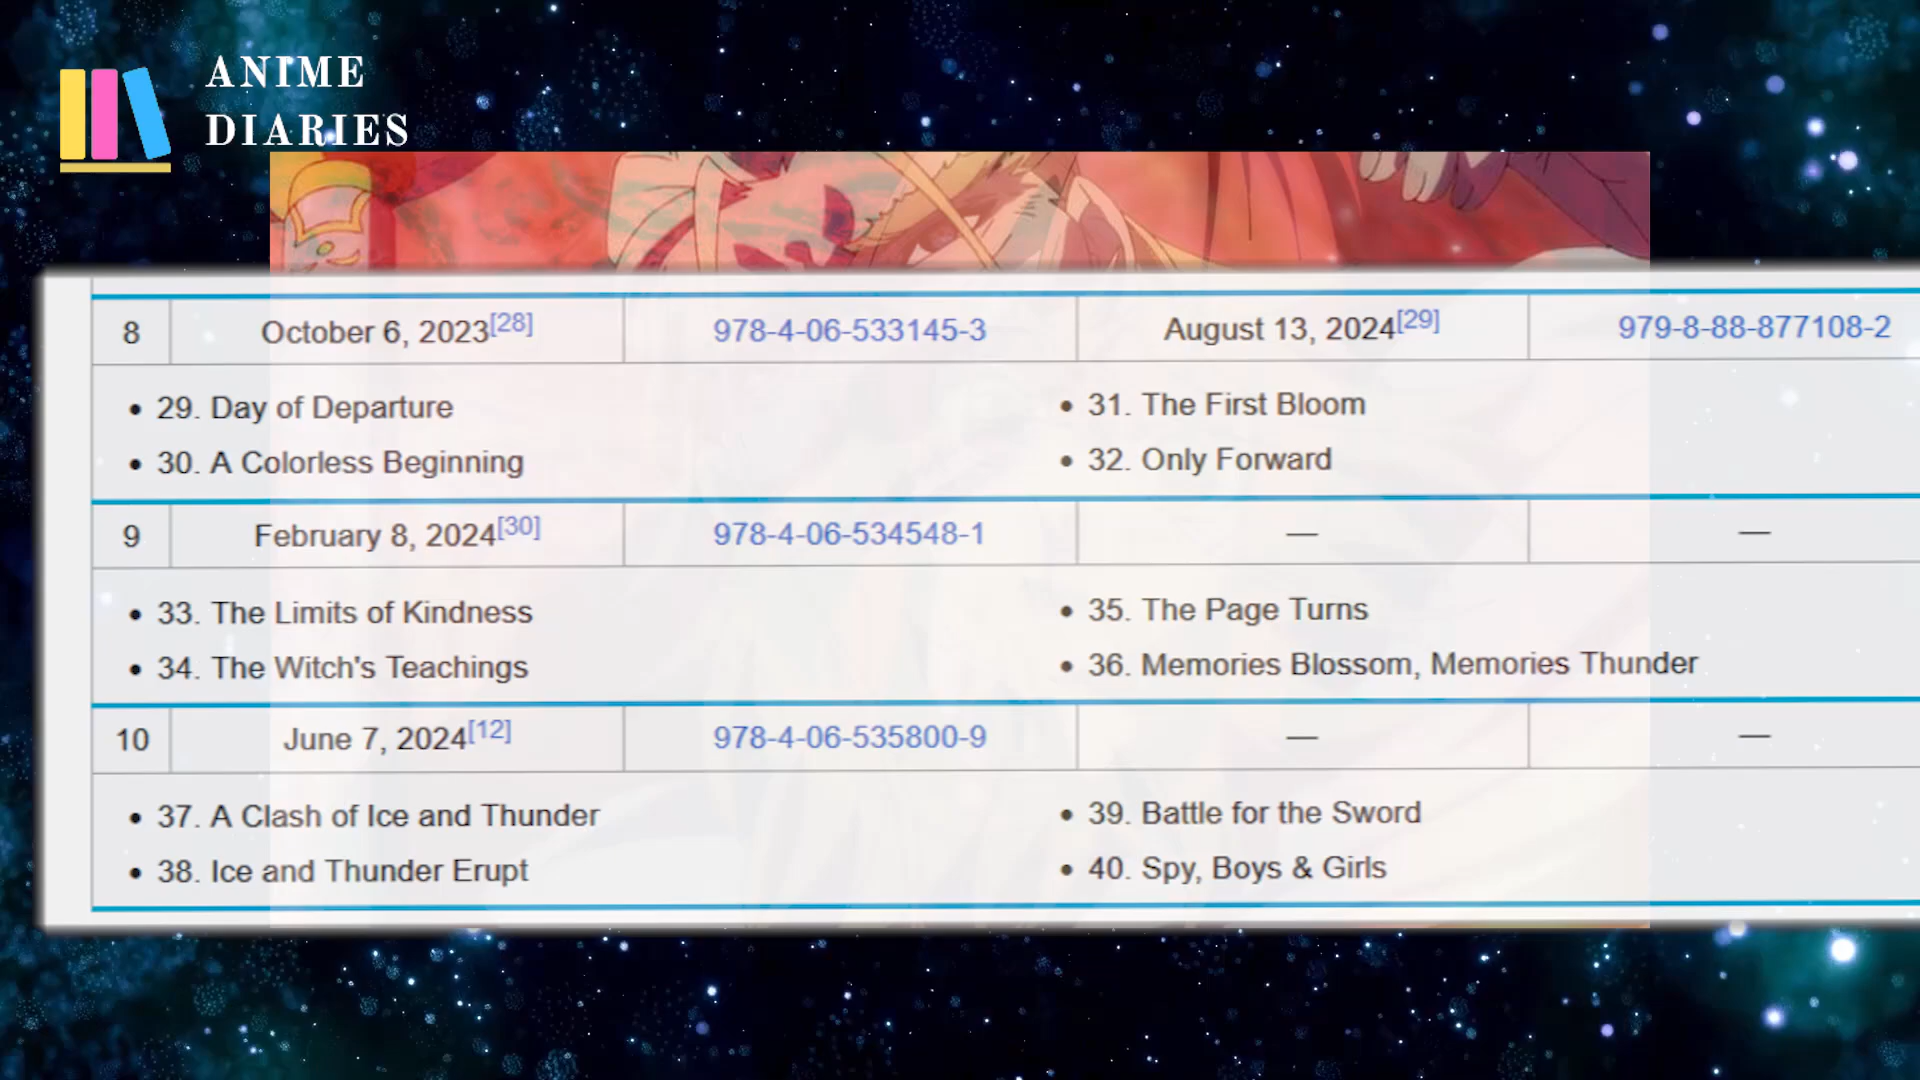 ANIME
DIARIES
8 October 6, 2023[28] 978-4-06-533145-3 August 13, 2024[29] 979-8-88-877108-2
• 29. Day of Departure • 31. The First Bloom
• 30. A Colorless Beginning • 32. Only Forward
9 February 8, 2024[30] 978-4-06-534548-1 — —
• 33. The Limits of Kindness • 35. The Page Turns
• 34. The Witch's Teachings • 36. Memories Blossom, Memories Thunder
10 June 7, 2024[12] 978-4-06-535800-9 — —
• 37. A Clash of Ice and Thunder • 39. Battle for the Sword
• 38. Ice and Thunder Erupt • 40. Spy, Boys & Girls